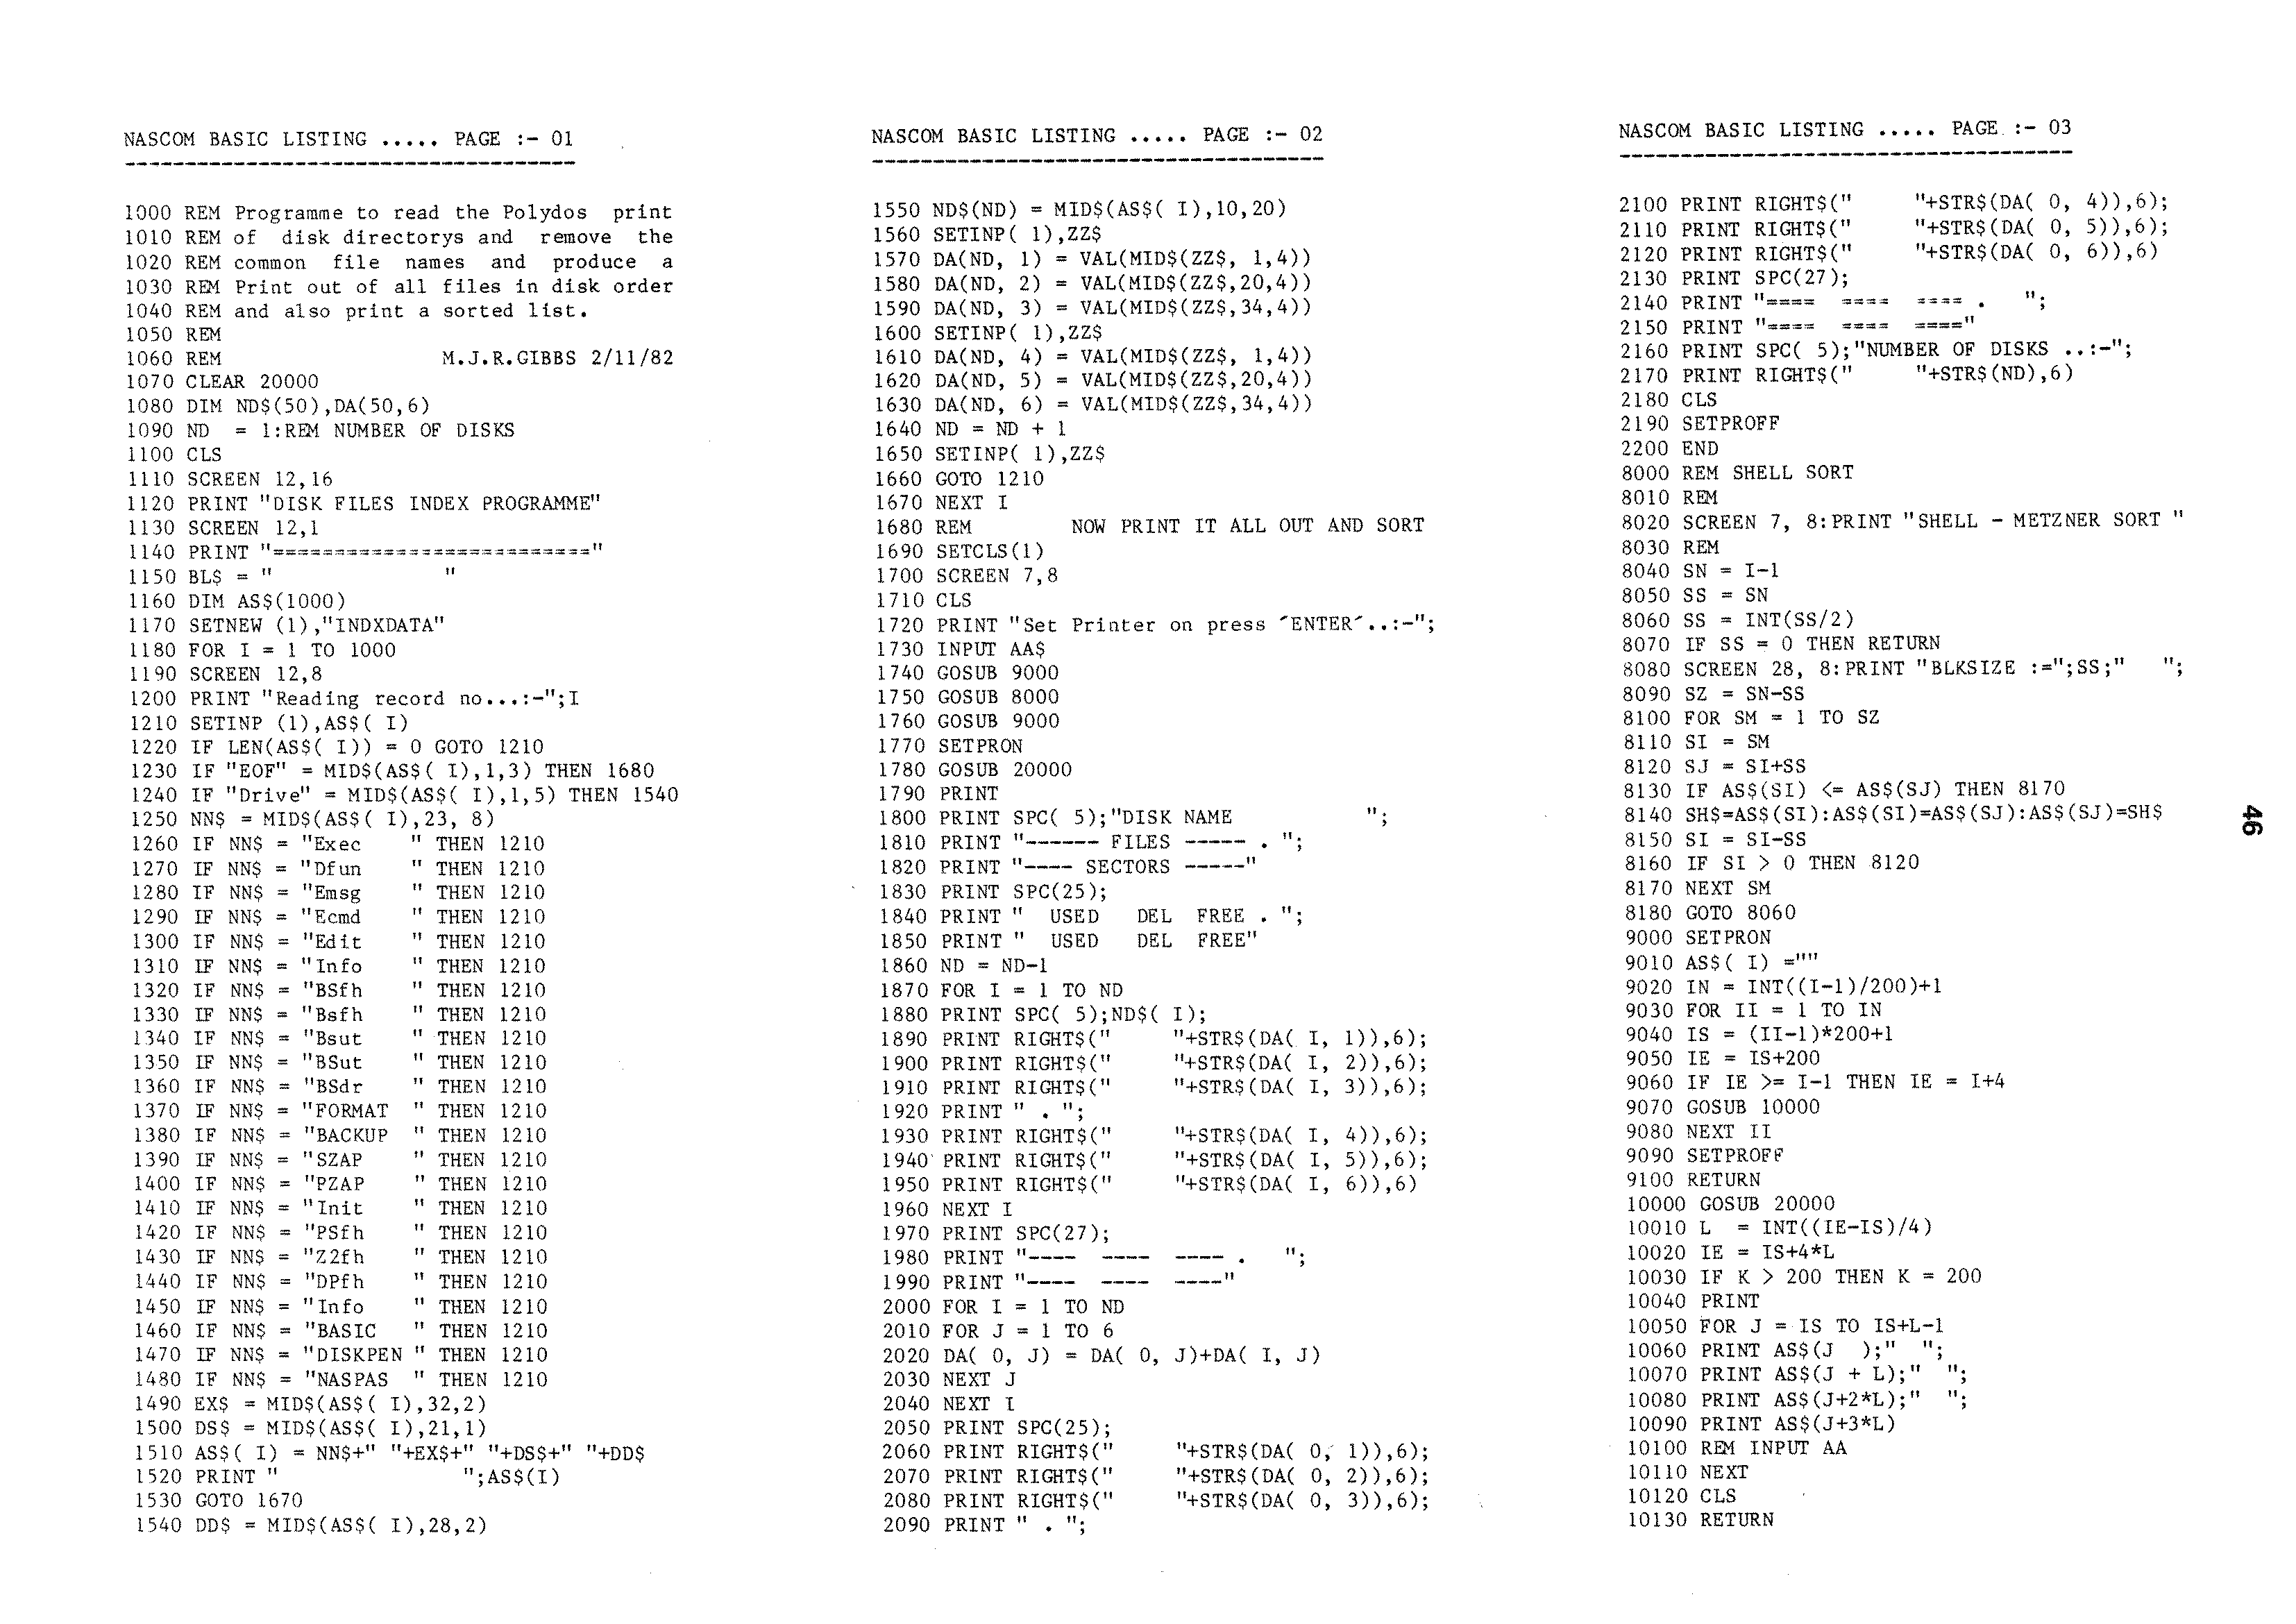 NASCOM BASIC LISTING ..... PAGE :- 01
-------------------------------------
1000 REM Programme to read the Polydos  print
1010 REM of  disk directorys and  remove  the
1020 REM common  file  names  and  produce  a
1030 REM Print out of all files in disk order
1040 REM and also print a sorted list.
1050 REM
1060 REM                  M.J.R.GIBBS 2/11/82
1070 CLEAR 20000
1080 DIM ND$(50),DA(50,6)
1090 ND  = 1:REM NUMBER OF DISKS
1100 CLS
1110 SCREEN 12,16
1120 PRINT "DISK FILES INDEX PROGRAMME"
1130 SCREEN 12,1
1140 PRINT "=========================="
1150 BL$ = "              "
1160 DIM AS$(1000)
1170 SETNEW (1),"INDXDATA"
1180 FOR I = 1 TO 1000
1190 SCREEN 12,8
1200 PRINT "Reading record no...:-";I
1210 SETINP (1),AS$( I)
1220 IF LEN(AS$( I)) = 0 GOTO 1210
1230 IF "EOF" = MID$(AS$( I),1,3) THEN 1680
1240 IF "Drive" = MID$(AS$( I),1,5) THEN 1540
1250 NN$ = MID$(AS$( I),23, 8)
1260 IF NN$ = "Exec    " THEN 1210
1270 IF NN$ = "Dfun    " THEN 1210
1280 IF NN$ = "Emsg    " THEN 1210
1290 IF NN$ = "Ecmd    " THEN 1210
1300 IF NN$ = "Edit    " THEN 1210
1310 IF NN$ = "Info    " THEN 1210
1320 IF NN$ = "BSfh    " THEN 1210
1330 IF NN$ = "Bsfh    " THEN 1210
1340 IF NN$ = "Bsut    " THEN 1210
1350 IF NN$ = "BSut    " THEN 1210
1360 IF NN$ = "BSdr    " THEN 1210
1370 IF NN$ = "FORMAT  " THEN 1210
1380 IF NN$ = "BACKUP  " THEN 1210
1390 IF NN$ = "SZAP    " THEN 1210
1400 IF NN$ = "PZAP    " THEN 1210
1410 IF NN$ = "Init    " THEN 1210
1420 IF NN$ = "PSfh    " THEN 1210
1430 IF NN$ = "Z2fh    " THEN 1210
1440 IF NN$ = "DPfh    " THEN 1210
1450 IF NN$ = "Info    " THEN 1210
1460 IF NN$ = "BASIC   " THEN 1210
1470 IF NN$ = "DISKPEN " THEN 1210
1480 IF NN$ = "NASPAS  " THEN 1210
1490 EX$ = MID$(AS$( I),32,2)
1500 DS$ = MID$(AS$( I),21,1)
1510 AS$( I) = NN$+" "+EX$+" "+DS$+" "+DD$
1520 PRINT "               ";AS$(I)
1530 GOTO 1670
1540 DD$ = MID$(AS$( I),28,2)
NASCOM BASIC LISTING ..... PAGE :- 02
-------------------------------------
1550 ND$(ND) = MID$(AS$( I),10,20)
1560 SETINP( 1),ZZ$
1570 DA(ND, 1) = VAL(MID$(ZZ$, 1,4))
1580 DA(ND, 2) = VAL(MID$(ZZ$,20,4))
1590 DA(ND, 3) = VAL(MID$(ZZ$,34,4))
1600 SETINP( 1),ZZ$
1610 DA(ND, 4) = VAL(MID$(ZZ$, 1,4))
1620 DA(ND, 5) = VAL(MID$(ZZ$,20,4))
1630 DA(ND, 6) = VAL(MID$(ZZ$,34,4))
1640 ND = ND + 1
1650 SETINP( 1),ZZ$
1660 GOTO 1210
1670 NEXT I
1680 REM        NOW PRINT IT ALL OUT AND SORT
1690 SETCLS(1)
1700 SCREEN 7,8
1710 CLS
1720 PRINT "Set Printer on press ´ENTER´..:-";
1730 INPUT AA$
1740 GOSUB 9000
1750 GOSUB 8000
1760 GOSUB 9000
1770 SETPRON
1780 GOSUB 20000
1790 PRINT
1800 PRINT SPC( 5);"DISK NAME           ";
1810 PRINT "------ FILES ----- . ";
1820 PRINT "---- SECTORS -----"
1830 PRINT SPC(25);
1840 PRINT "  USED   DEL  FREE . ";
1850 PRINT "  USED   DEL  FREE"
1860 ND = ND-1
1870 FOR I = 1 TO ND
1880 PRINT SPC( 5);ND$( I);
1890 PRINT RIGHT$("     "+STR$(DA( I, 1)),6);
1900 PRINT RIGHT$("     "+STR$(DA( I, 2)),6);
1910 PRINT RIGHT$("     "+STR$(DA( I, 3)),6);
1920 PRINT " . ";
1930 PRINT RIGHT$("     "+STR$(DA( I, 4)),6);
1940 PRINT RIGHT$("     "+STR$(DA( I, 5)),6);
1950 PRINT RIGHT$("     "+STR$(DA( I, 6)),6)
1960 NEXT I
1970 PRINT SPC(27);
1980 PRINT "----  ----  ---- .   ";
1990 PRINT "----  ----  ----"
2000 FOR I = 1 TO ND
2010 FOR J = 1 TO 6
2020 DA( 0, J) = DA( 0, J)+DA( I, J)
2030 NEXT J
2040 NEXT I
2050 PRINT SPC(25);
2060 PRINT RIGHT$("     "+STR$(DA( 0, 1)),6);
2070 PRINT RIGHT$("     "+STR$(DA( 0, 2)),6);
2080 PRINT RIGHT$("     "+STR$(DA( 0, 3)),6);
2090 PRINT " . ";
NASCOM BASIC LISTING ..... PAGE :- 03
-------------------------------------
2100 PRINT RIGHT$("     "+STR$(DA( 0, 4)),6);
2110 PRINT RIGHT$("     "+STR$(DA( 0, 5)),6);
2120 PRINT RIGHT$("     "+STR$(DA( 0, 6)),6)
2130 PRINT SPC(27);
2140 PRINT "====  ====  ==== .   ";
2150 PRINT "====  ====  ===="
2160 PRINT SPC( 5);"NUMBER OF DISKS ..:-";
2170 PRINT RIGHT$("     "+STR$(ND),6)
2180 CLS
2190 SETPROFF
2200 END
8000 REM SHELL SORT
8010 REM
8020 SCREEN 7, 8:PRINT "SHELL - METZNER SORT "
8030 REM
8040 SN = I-1
8050 SS = SN
8060 SS = INT(SS/2)
8070 IF SS = 0 THEN RETURN
8080 SCREEN 28, 8:PRINT "BLKSIZE :=";SS;"   ";
8090 SZ = SN-SS
8100 FOR SM = 1 TO SZ
8110 SI = SM
8120 SJ = SI+SS
8130 IF AS$(SI) <= AS$(SJ) THEN 8170
8140 SH$=AS$(SI):AS$(SI)=AS$(SJ):AS$(SJ)=SH$
8150 SI = SI-SS
8160 IF SI > 0 THEN 8120
8170 NEXT SM
8180 GOTO 8060
9000 SETPRON
9010 AS$( I) =""
9020 IN = INT((I-1)/200)+1
9030 FOR II = 1 TO IN
9040 IS = (II-1)*200+1
9050 IE = IS+200
9060 IF IE >= I-1 THEN IE = I+4
9070 GOSUB 10000
9080 NEXT II
9090 SETPROFF
9100 RETURN
10000 GOSUB 20000
10010 L  = INT((IE-IS)/4)
10020 IE = IS+4*L
10030 IF K > 200 THEN K = 200
10040 PRINT
10050 FOR J = IS TO IS+L-1
10060 PRINT AS$(J  );"  ";
10070 PRINT AS$(J + L);"  ";
10080 PRINT AS$(J+2*L);"  ";
10090 PRINT AS$(J+3*L)
10100 REM INPUT AA
10110 NEXT
10120 CLS
10130 RETURN
46